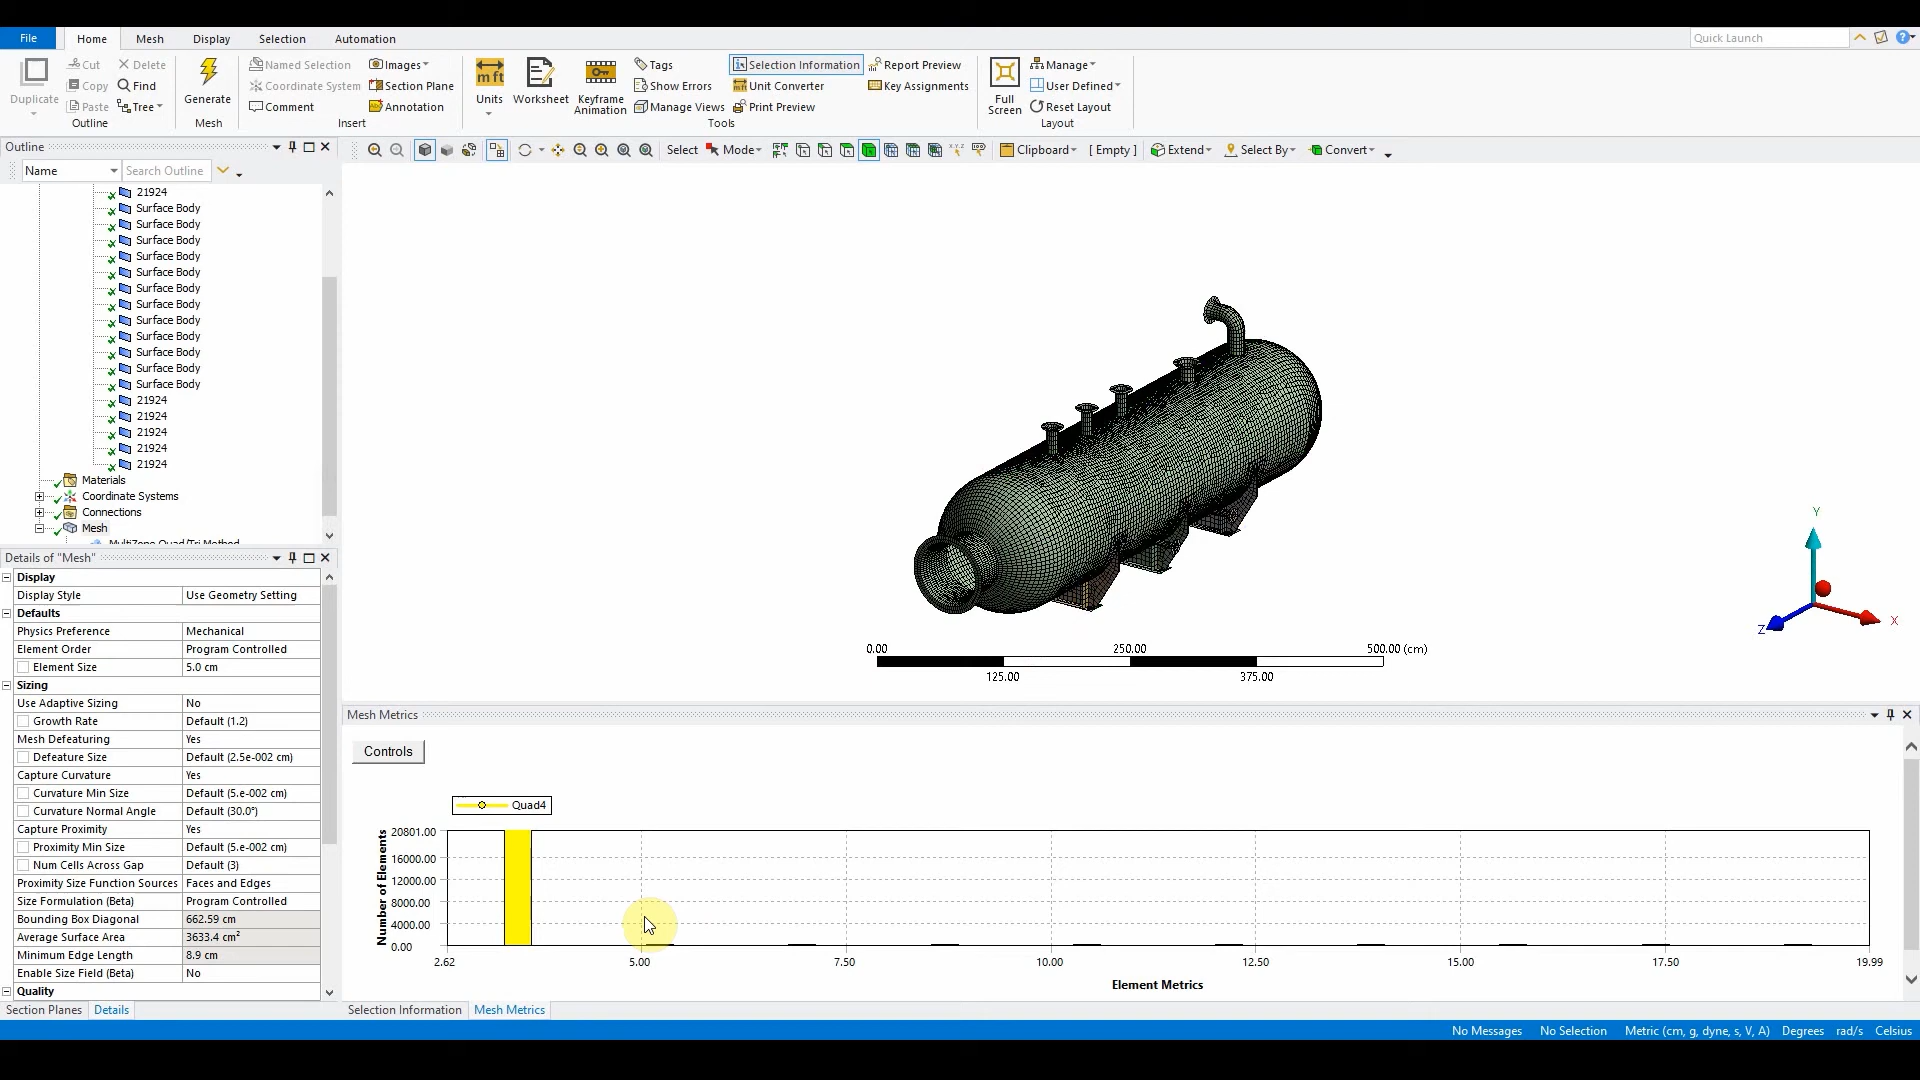 File Home Mesh Display Selection Automation Quick Launch
Cut Delete Named Selection Images Tags Selection Information Report Preview Manage
Copy Find Coordinate System Section Plane Show Errors Unit Converter Key Assignments User Defined
Duplicate Paste Tree Generate Comment Annotation Units Worksheet Keyframe Animation Manage Views Print Preview Full Screen Reset Layout
Outline Mesh Insert Tools Layout
Outline
Select Mode Clipboard [ Empty ] Extend Select By Convert
Name Search Outline
21924
Surface Body
Surface Body
Surface Body
Surface Body
Surface Body
Surface Body
Surface Body
Surface Body
Surface Body
Surface Body
Surface Body
Surface Body
21924
21924
21924
21924
21924
Materials
Coordinate Systems
Connections
Mesh
MultiZone Quad/Tri Method
Details of "Mesh"
Display
Display Style Use Geometry Setting
Defaults
Physics Preference Mechanical
Element Order Program Controlled
Element Size 5.0 cm
Sizing
Use Adaptive Sizing No
Growth Rate Default (1.2)
Mesh Defeaturing Yes
Defeature Size Default (2.5e-002 cm)
Capture Curvature Yes
Curvature Min Size Default (5.e-002 cm)
Curvature Normal Angle Default (30.0°)
Capture Proximity Yes
Proximity Min Size Default (5.e-002 cm)
Num Cells Across Gap Default (3)
Proximity Size Function Sources Faces and Edges
Size Formulation (Beta) Program Controlled
Bounding Box Diagonal 662.59 cm
Average Surface Area 3633.4 cm²
Minimum Edge Length 8.9 cm
Enable Size Field (Beta) No
Quality
Section Planes Details
0.00 250.00 500.00 (cm)
125.00 375.00
Y
X
Z
Mesh Metrics
Controls
Quad4
Number of Elements
20801.00
16000.00
12000.00
8000.00
4000.00
0.00
2.62 5.00 7.50 10.00 12.50 15.00 17.50 19.99
Element Metrics
Selection Information Mesh Metrics
No Messages No Selection Metric (cm, g, dyne, s, V, A) Degrees rad/s Celsius